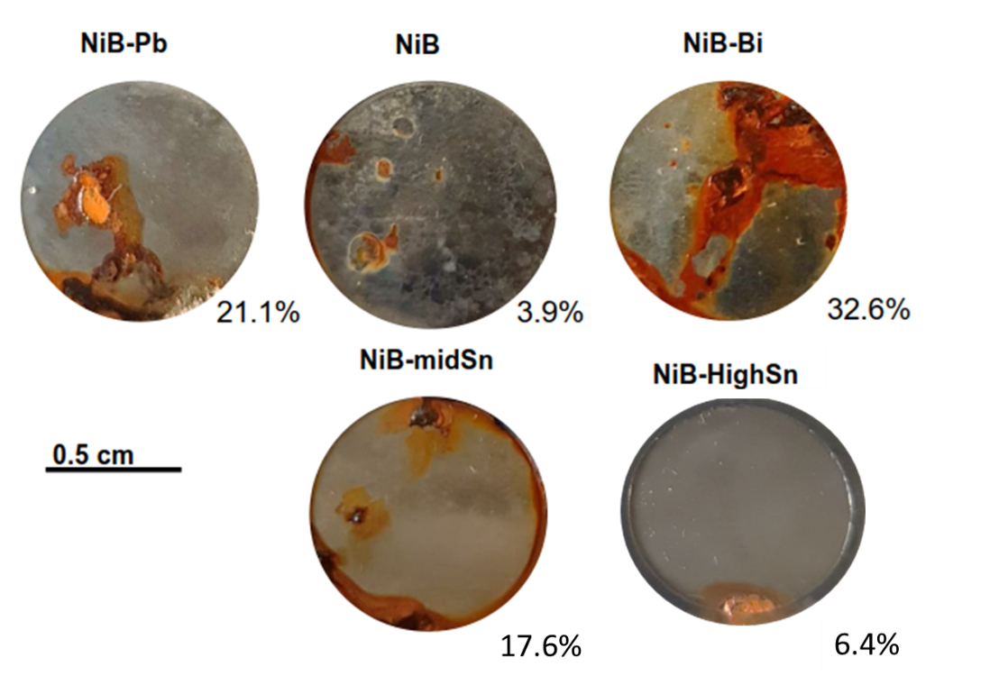 NiB-Pb
NiB
NiB-Bi
21.1%
3.9%
32.6%
NiB-midSn
NiB-HighSn
0.5 cm
17.6%
6.4%